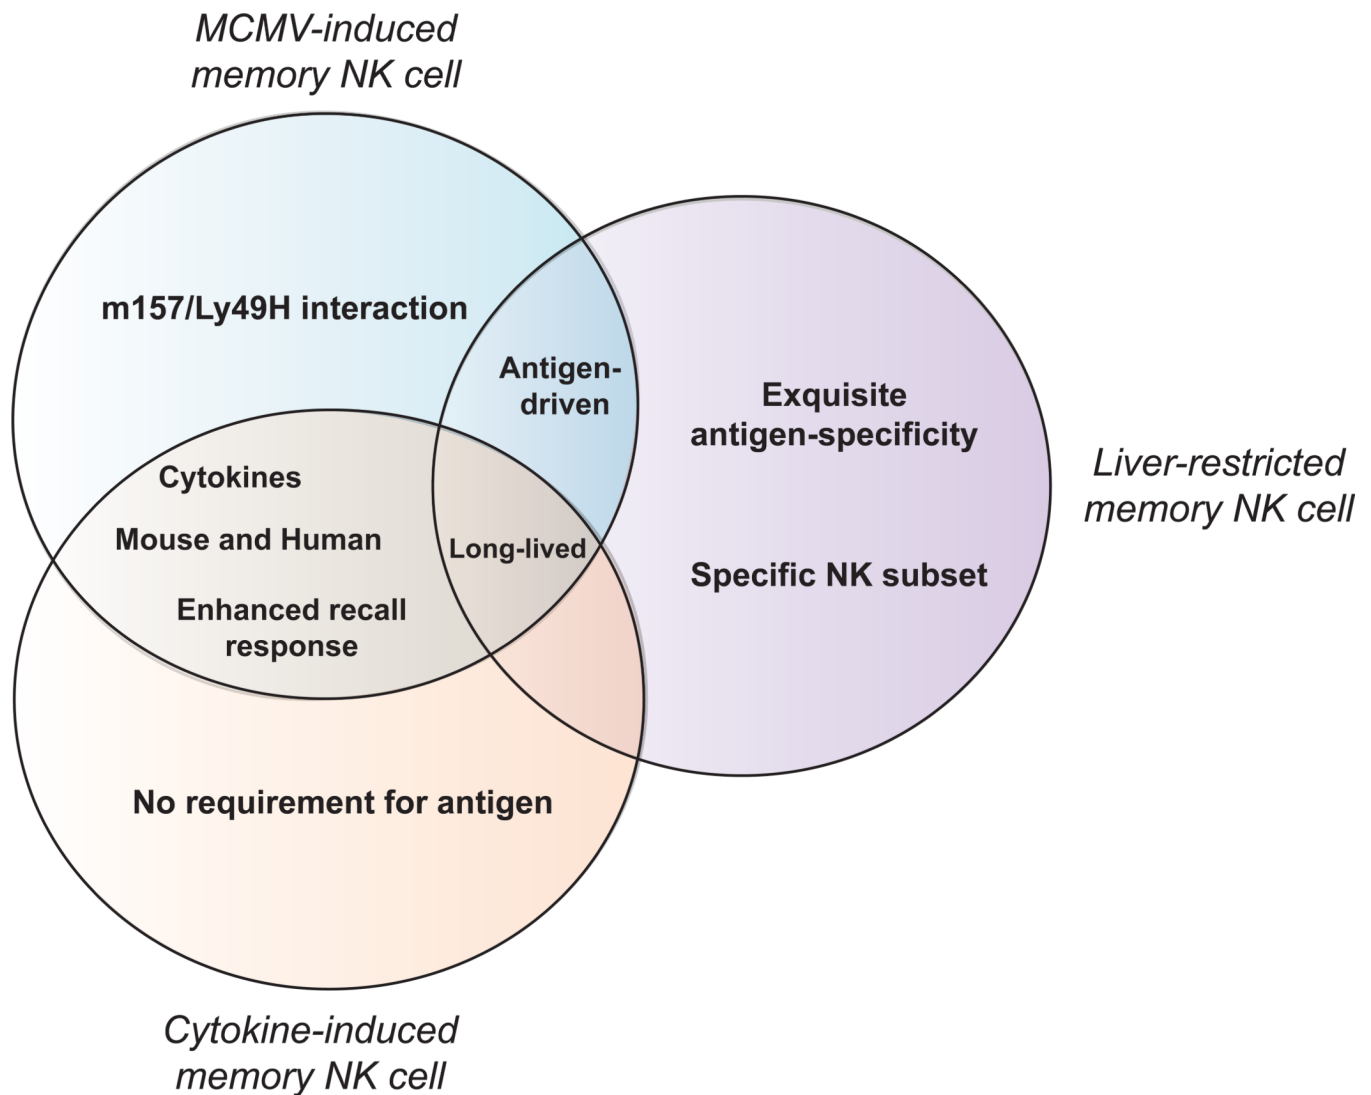 MCMV-induced
memory NK cell
m157/Ly49H interaction
Antigen-
driven
Exquisite
antigen-specificity
Liver-restricted
memory NK cell
Cytokines
Mouse and Human
Long-lived
Specific NK subset
Enhanced recall
response
No requirement for antigen
Cytokine-induced
memory NK cell